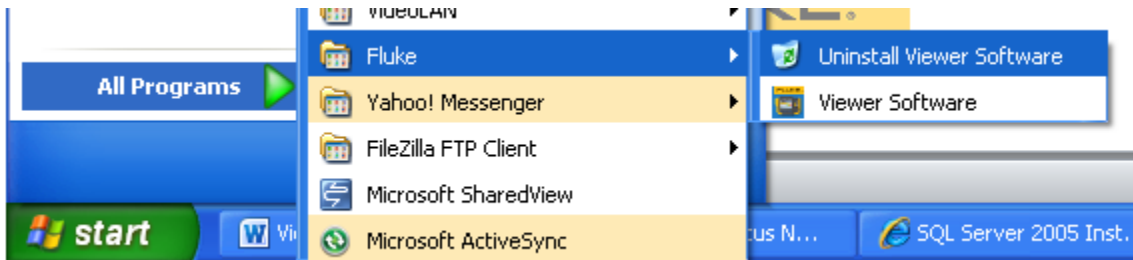 VideoLAN
Fluke
Uninstall Viewer Software
All Programs
Yahoo! Messenger
Viewer Software
FileZilla FTP Client
Microsoft SharedView
start
Microsoft ActiveSync
SQL Server 2005 Inst.